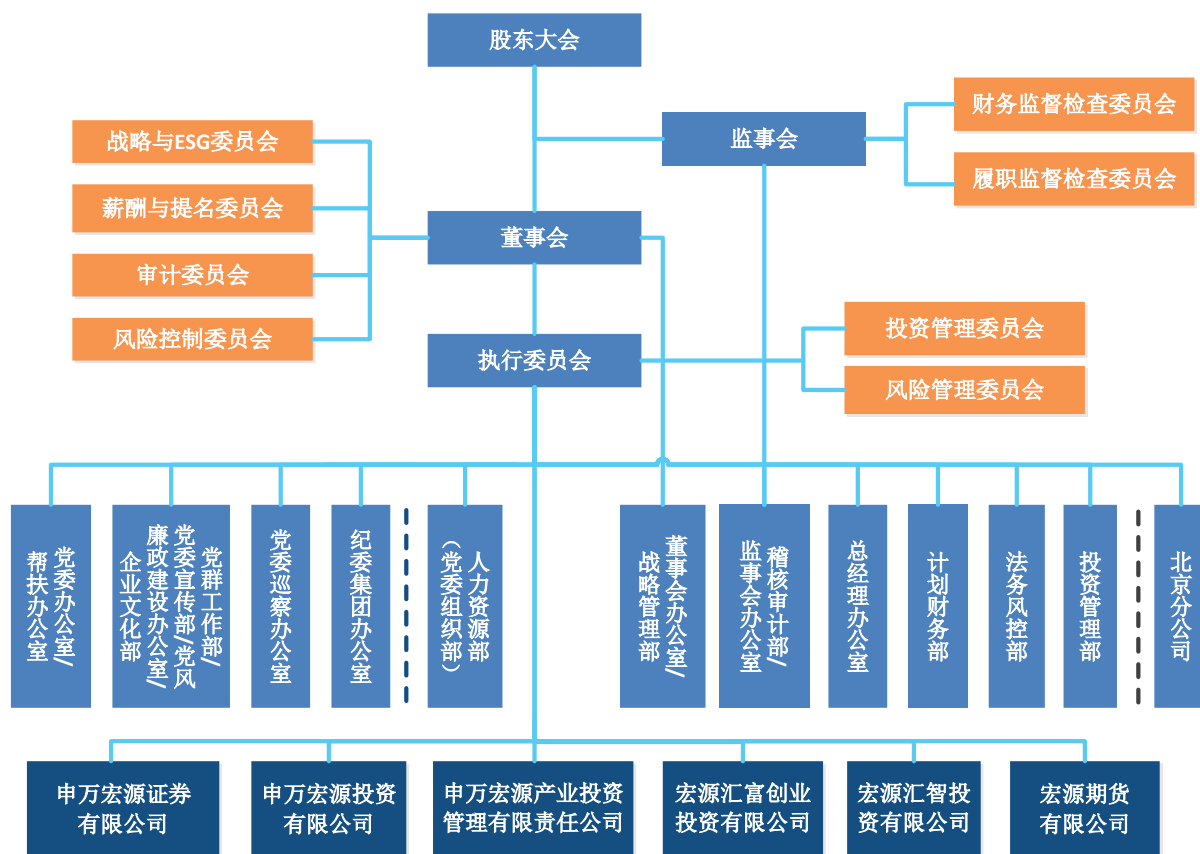 股东大会
监事会
财务监督检查委员会
履职监督检查委员会
战略与ESG委员会
薪酬与提名委员会
审计委员会
风险控制委员会
董事会
执行委员会
投资管理委员会
风险管理委员会
党委办公室/
帮扶办公室
党群工作部/
党委宣传部/党风
廉政建设办公室/
企业文化部
党委巡察办公室
纪委集团办公室
人力资源部
(党委组织部)
董事会办公室/
战略管理部
稽核审计部/
监事会办公室
总经理办公室
计划财务部
法务风控部
投资管理部
北京分公司
申万宏源证券
有限公司
申万宏源投资
有限公司
申万宏源产业投资
管理有限责任公司
宏源汇富创业
投资有限公司
宏源汇智投
资有限公司
宏源期货
有限公司